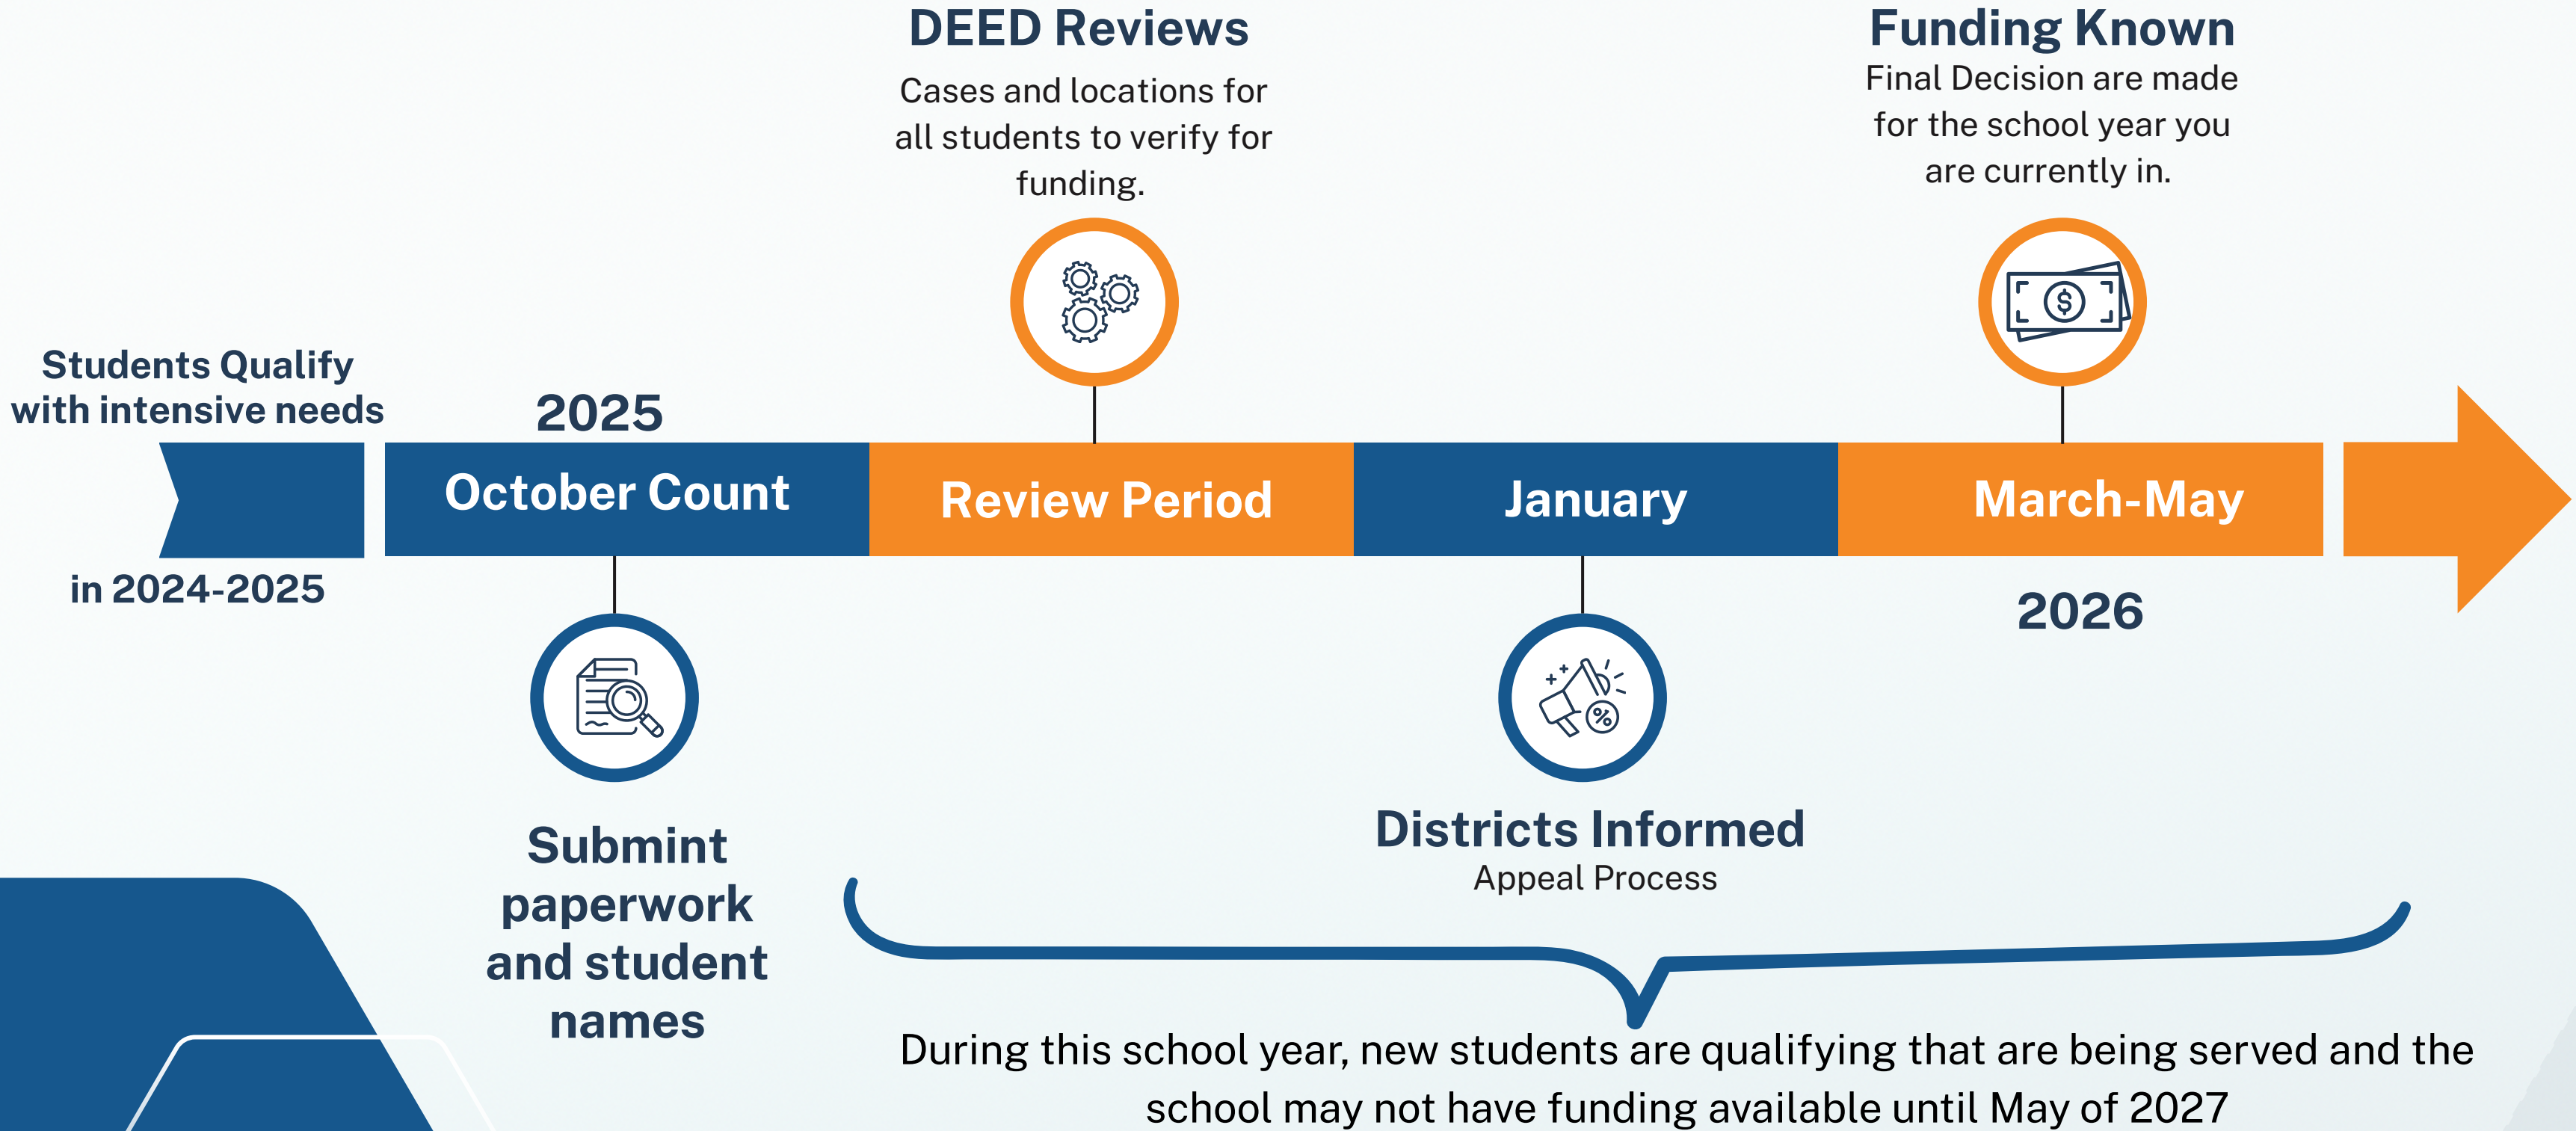 DEED Reviews
Cases and locations for
all students to verify for
funding.
Funding Known
Final Decision are made
for the school year you
are currently in.
Students Qualify
with intensive needs
in 2024-2025
2025
October Count
Review Period
January
March-May
2026
Submint
paperwork
and student
names
Districts Informed
Appeal Process
During this school year, new students are qualifying that are being served and the
school may not have funding available until May of 2027